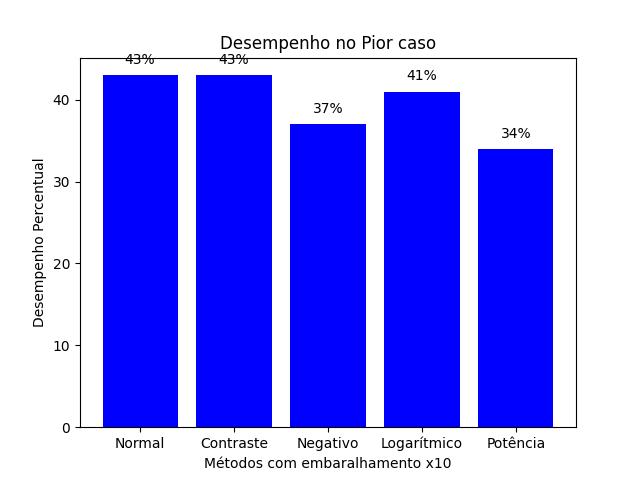 Desempenho no Pior caso
43%
43%
37%
41%
34%
40
30
20
10
0
Desempenho Percentual
Normal
Contraste
Negativo
Logarítmico
Potência
Métodos com embaralhamento x10